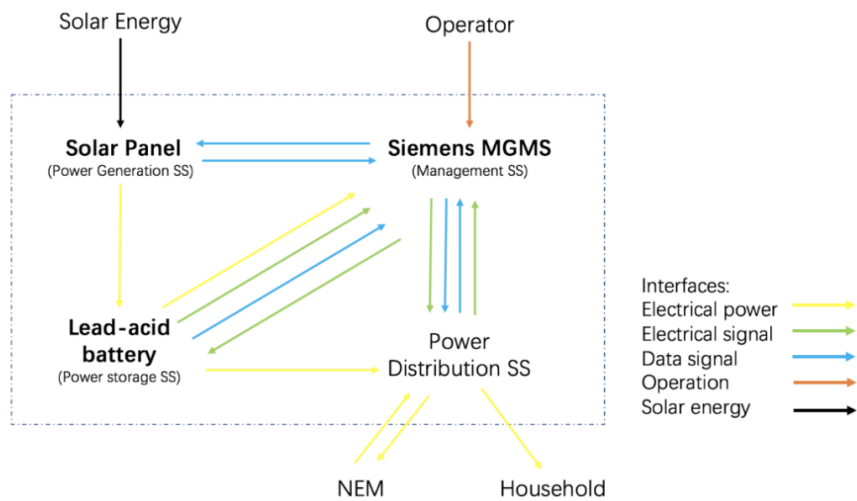 Solar Energy
Operator
Solar Panel
(Power Generation SS)
Siemens MGMS
(Management SS)
Lead-acid
battery
(Power storage SS)
Power
Distribution SS
NEM
Household
Interfaces:
Electrical power
Electrical signal
Data signal
Operation
Solar energy